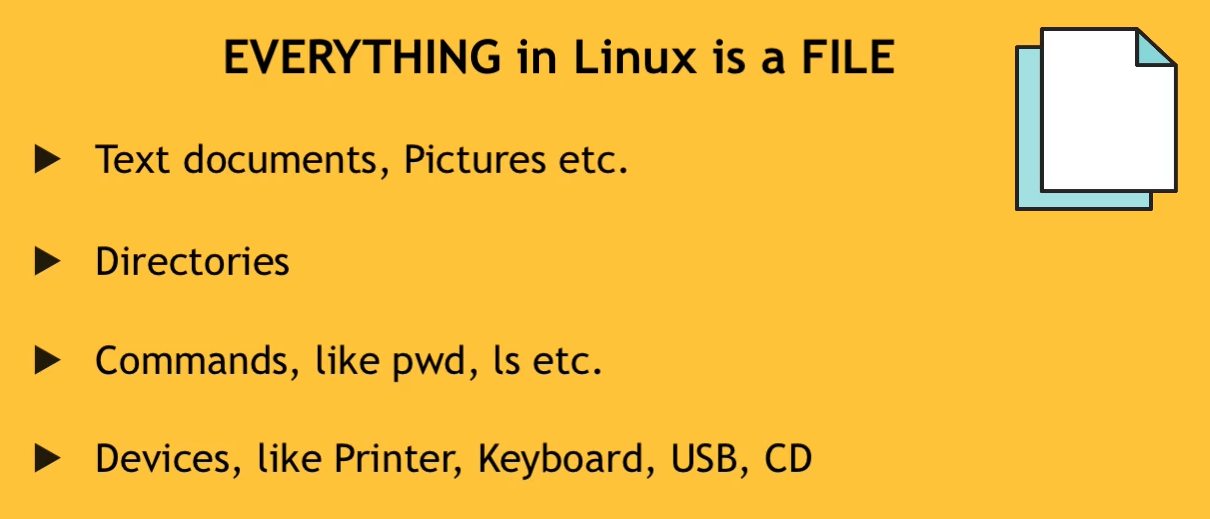 EVERYTHING in Linux is a FILE
Text documents, Pictures etc.
Directories
Commands, like pwd, ls etc.
Devices, like Printer, Keyboard, USB, CD